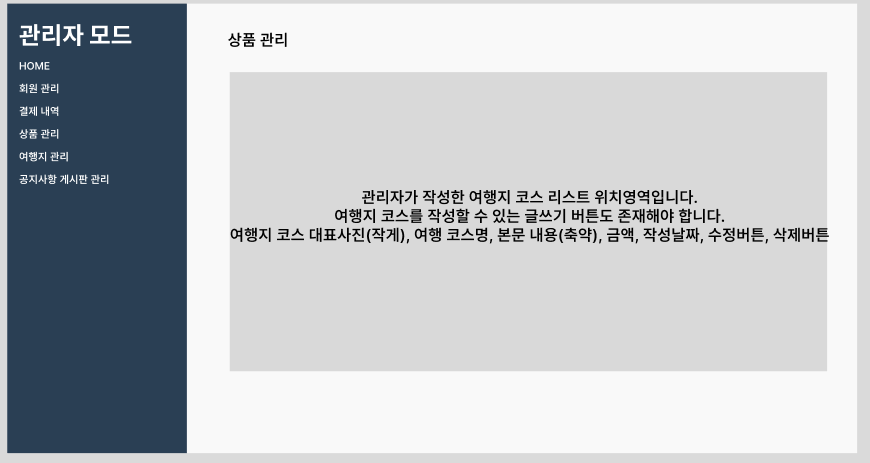 관리자 모드
HOME
회원 관리
결제 내역
상품 관리
여행지 관리
공지사항 게시판 관리
상품 관리
관리자가 작성한 여행지 코스 리스트 위치영역입니다.
여행지 코스를 작성할 수 있는 글쓰기 버튼도 존재해야 합니다.
여행지 코스 대표사진(작게), 여행 코스명, 본문 내용(축약), 금액, 작성날짜, 수정버튼, 삭제버튼